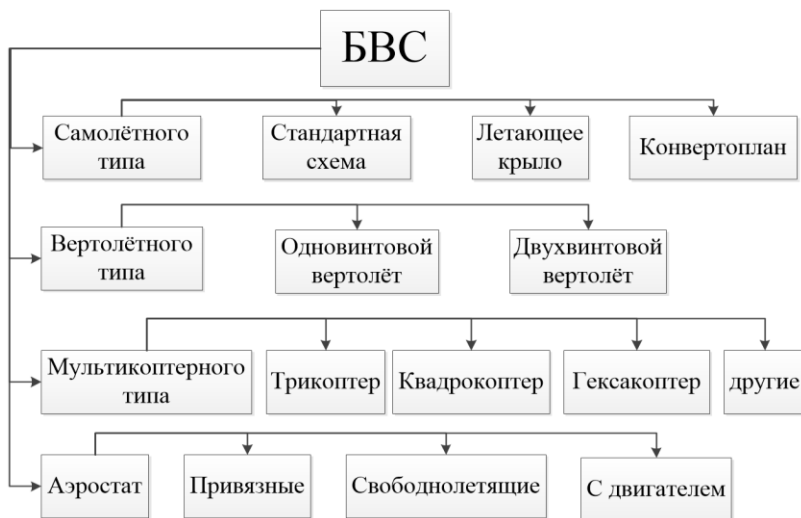 БВС
Самолётного
типа
Стандартная
схема
Летающее
крыло
Конвертоплан
Вертолётного
типа
Одновинтовой
вертолёт
Двухвинтовой
вертолёт
Мультикоптерного
типа
Трикоптер
Квадрокоптер
Гексакоптер
другие
Аэростат
Привязные
Свободнолетящие
С двигателем